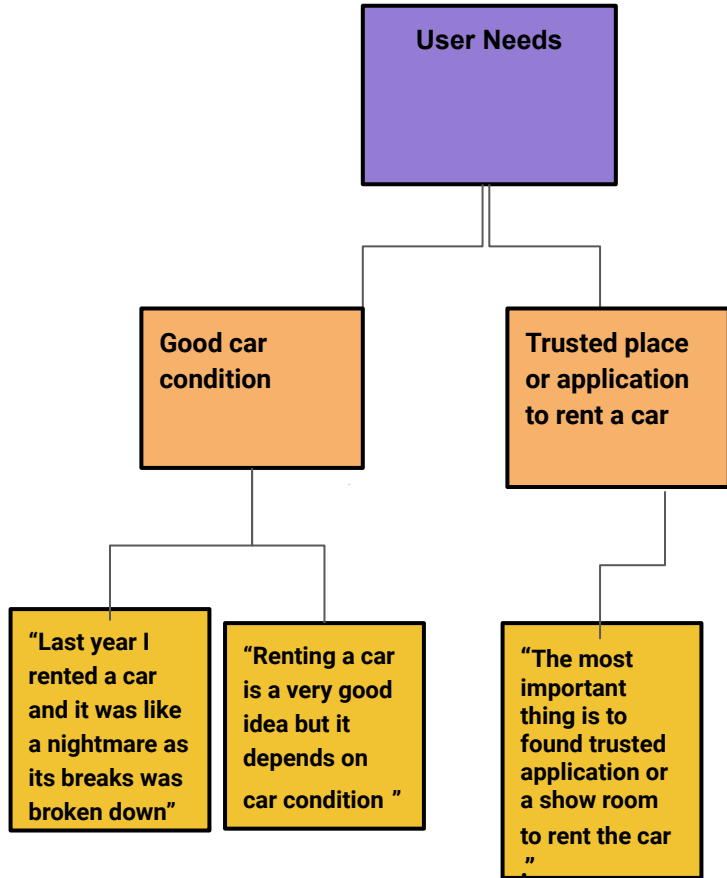 User Needs
Good car
condition
Trusted place
or application
to rent a car
“Last year I
rented a car
and it was like
a nightmare as
its breaks was
broken down”
“Renting a car
is a very good
idea but it
depends on
car condition ”
“The most
important
thing is to
found trusted
application or
a show room
to rent the car
.”